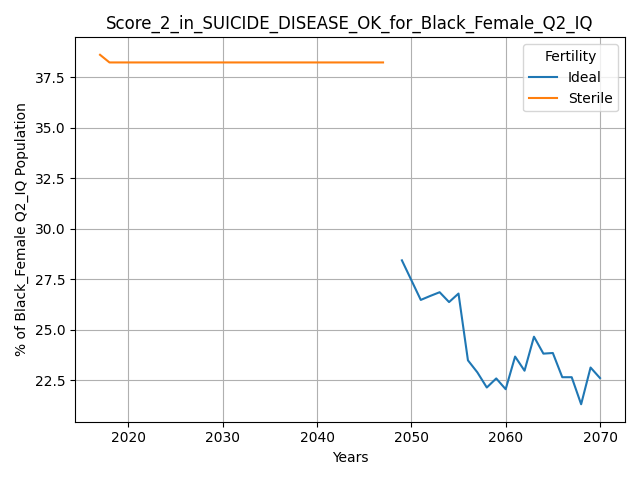 Score_2_in_SUICIDE_DISEASE_OK_for_Black_Female_Q2_IQ
Fertility
Ideal
Sterile
% of Black_Female Q2_IQ Population
37.5
35.0
32.5
30.0
27.5
25.0
22.5
2020
2030
2040
2050
2060
2070
Years